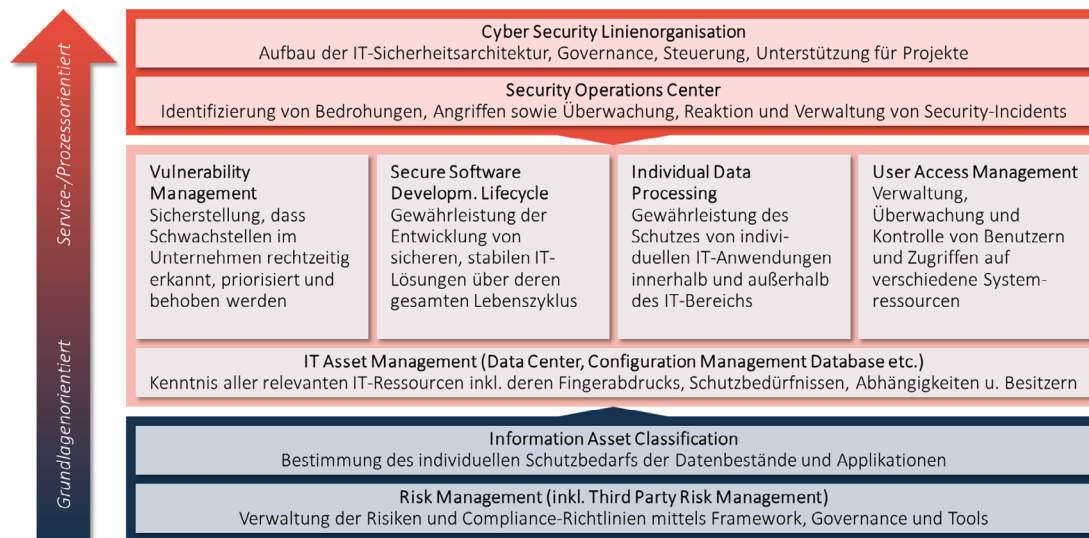 Service-/Prozessorientiert
Grundlagenorientiert
Cyber Security Linienorganisation
Aufbau der IT-Sicherheitsarchitektur, Governance, Steuerung, Unterstützung für Projekte
Security Operations Center
Identifizierung von Bedrohungen, Angriffen sowie Überwachung, Reaktion und Verwaltung von Security-Incidents
Vulnerability
Management
Sicherstellung, dass
Schwachstellen im
Unternehmen rechtzeitig
erkannt, priorisiert und
behoben werden
Secure Software
Developm. Lifecycle
Gewährleistung der
Entwicklung von
sicheren, stabilen IT-
Lösungen über deren
gesamten Lebenszyklus
Individual Data
Processing
Gewährleistung des
Schutzes von indivi-
duellen IT-Anwendungen
innerhalb und außerhalb
des IT-Bereichs
User Access Management
Verwaltung,
Überwachung und
Kontrolle von Benutzern
und Zugriffen auf
verschiedene System-
ressourcen
IT Asset Management (Data Center, Configuration Management Database etc.)
Kenntnis aller relevanten IT-Ressourcen inkl. deren Fingerabdrucks, Schutzbedürfnissen, Abhängigkeiten u. Besitzern
Information Asset Classification
Bestimmung des individuellen Schutzbedarfs der Datenbestände und Applikationen
Risk Management (inkl. Third Party Risk Management)
Verwaltung der Risiken und Compliance-Richtlinien mittels Framework, Governance und Tools